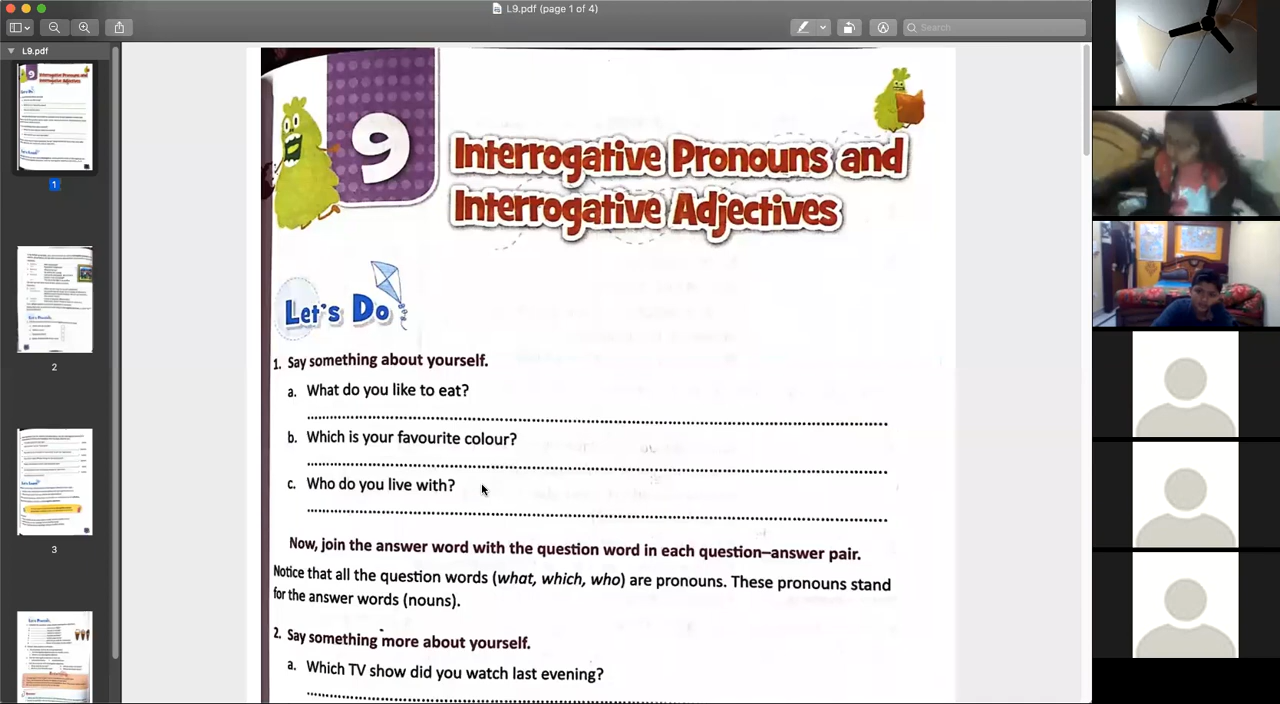 L9.pdf (page 1 of 4)
Search
L9.pdf
1
2
3
9
Interrogative Pronouns and
Interrogative Adjectives
Let's Do
1. Say something about yourself.
a. What do you like to eat?
b. Which is your favourite colour?
c. Who do you live with?
Now, join the answer word with the question word in each question–answer pair.
Notice that all the question words (what, which, who) are pronouns. These pronouns stand
for the answer words (nouns).
2. Say something more about yourself.
a. Which TV show did you watch last evening?